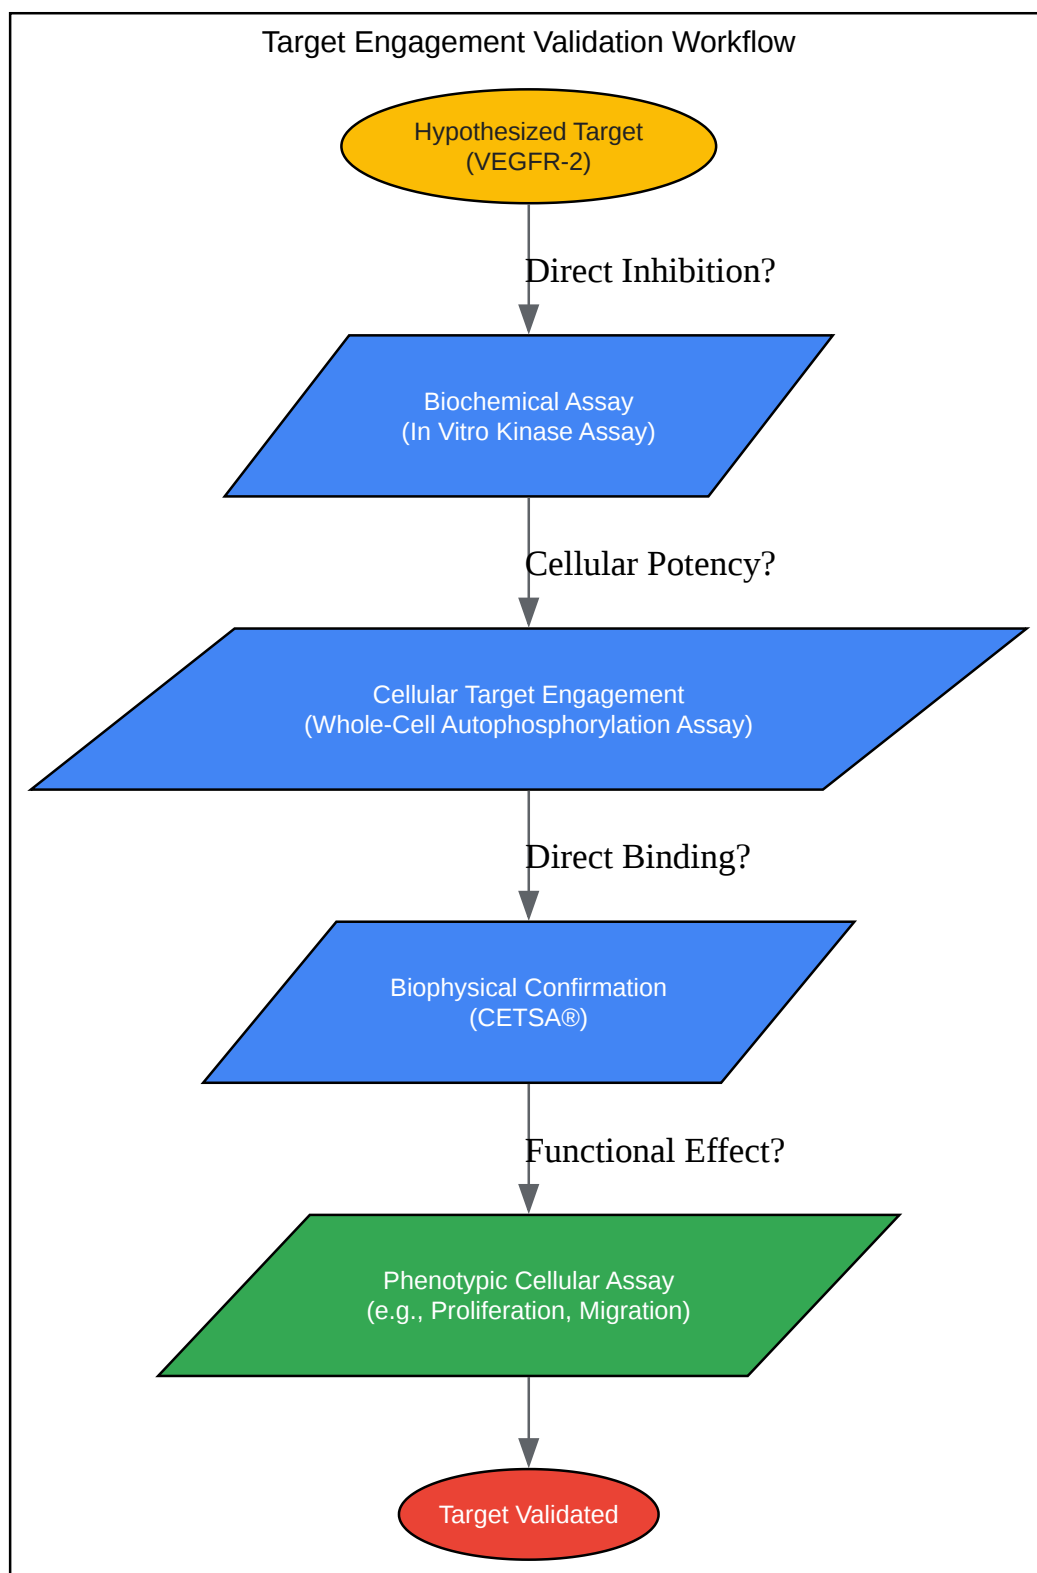 Target Engagement Validation Workflow
Hypothesized Target
(VEGFR-2)
Direct Inhibition?
Biochemical Assay
(In Vitro Kinase Assay)
Cellular Potency?
Cellular Target Engagement
(Whole-Cell Autophosphorylation Assay)
Direct Binding?
Biophysical Confirmation
(CETSA®)
Functional Effect?
Phenotypic Cellular Assay
(e.g., Proliferation, Migration)
Target Validated